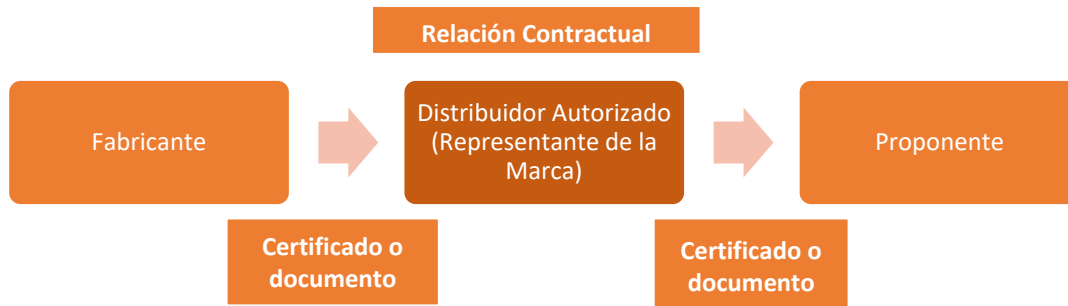 Relación Contractual
Fabricante
Distribuidor Autorizado
(Representante de la
Marca)
Proponente
Certificado o
documento
Certificado o
documento